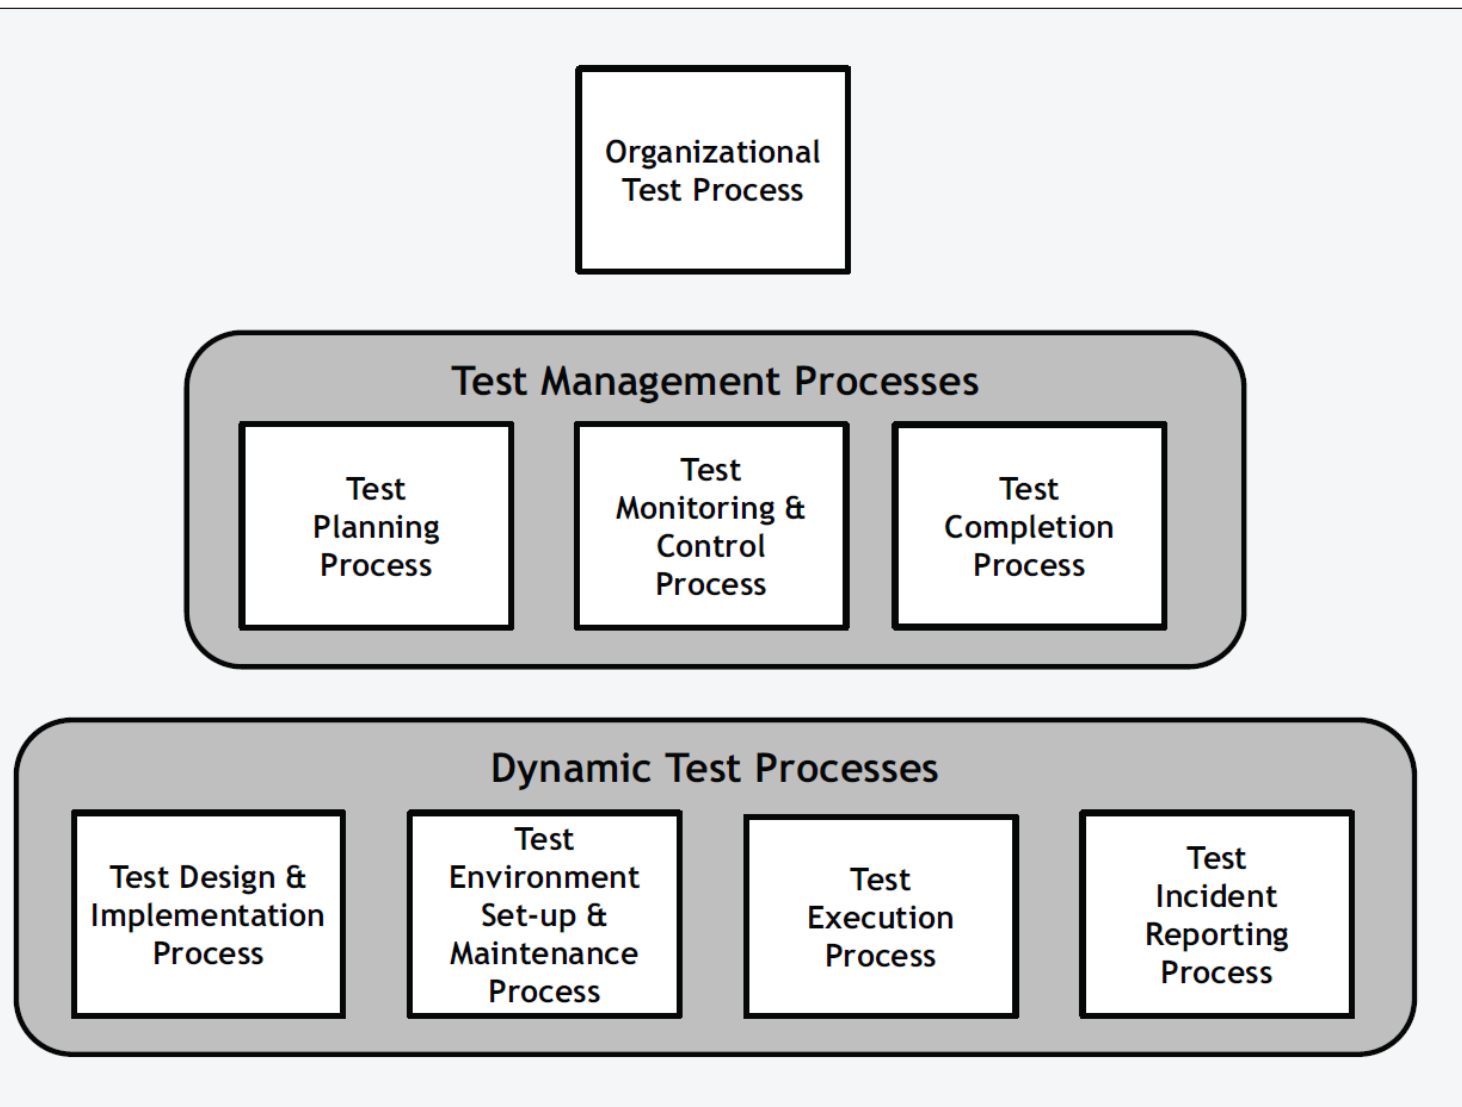 Organizational
Test Process
Test Management Processes
Test
Planning
Process
Test
Monitoring &
Control
Process
Test
Completion
Process
Dynamic Test Processes
Test Design &
Implementation
Process
Test
Environment
Set-up &
Maintenance
Process
Test
Execution
Process
Test
Incident
Reporting
Process